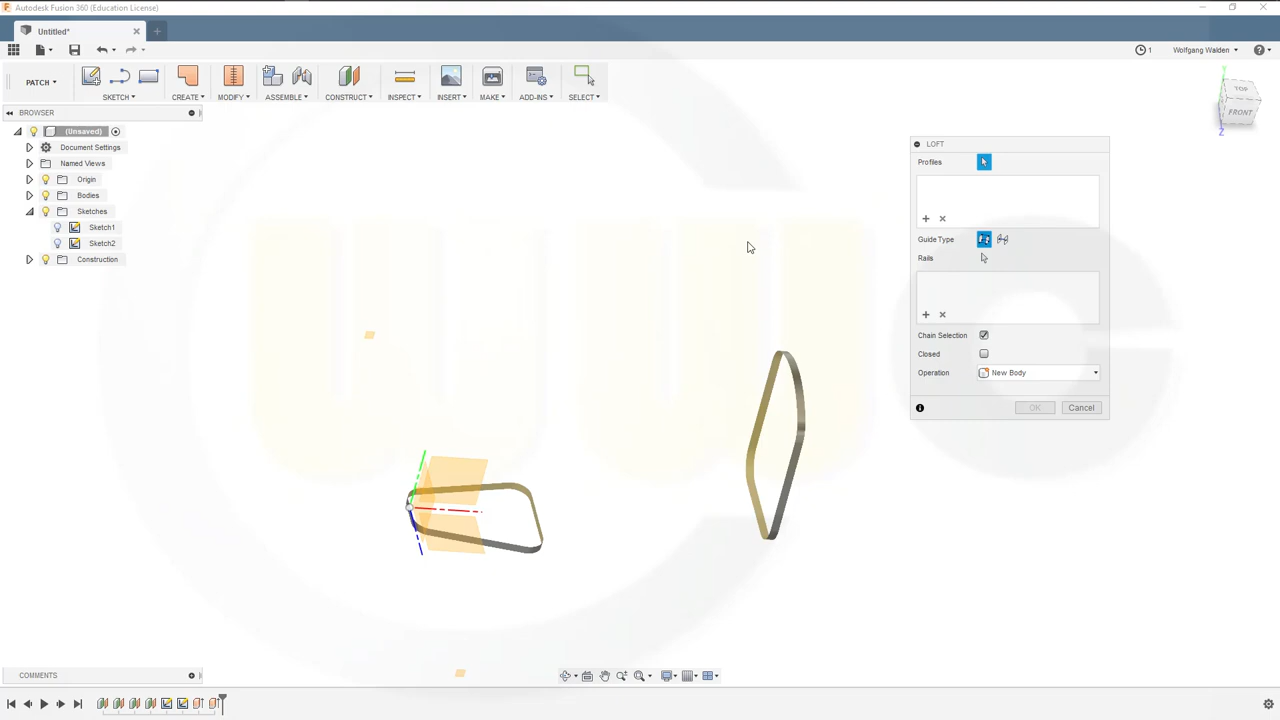 Autodesk Fusion 360 (Education License)
Untitled*
1
Wolfgang Walden
PATCH
SKETCH
CREATE
MODIFY
ASSEMBLE
CONSTRUCT
INSPECT
INSERT
MAKE
ADD-INS
SELECT
BROWSER
(Unsaved)
Document Settings
Named Views
Origin
Bodies
Sketches
Sketch1
Sketch2
Construction
Y
TOP
FRONT
Z
LOFT
Profiles
Guide Type
Rails
Chain Selection
Closed
Operation
New Body
OK
Cancel
COMMENTS